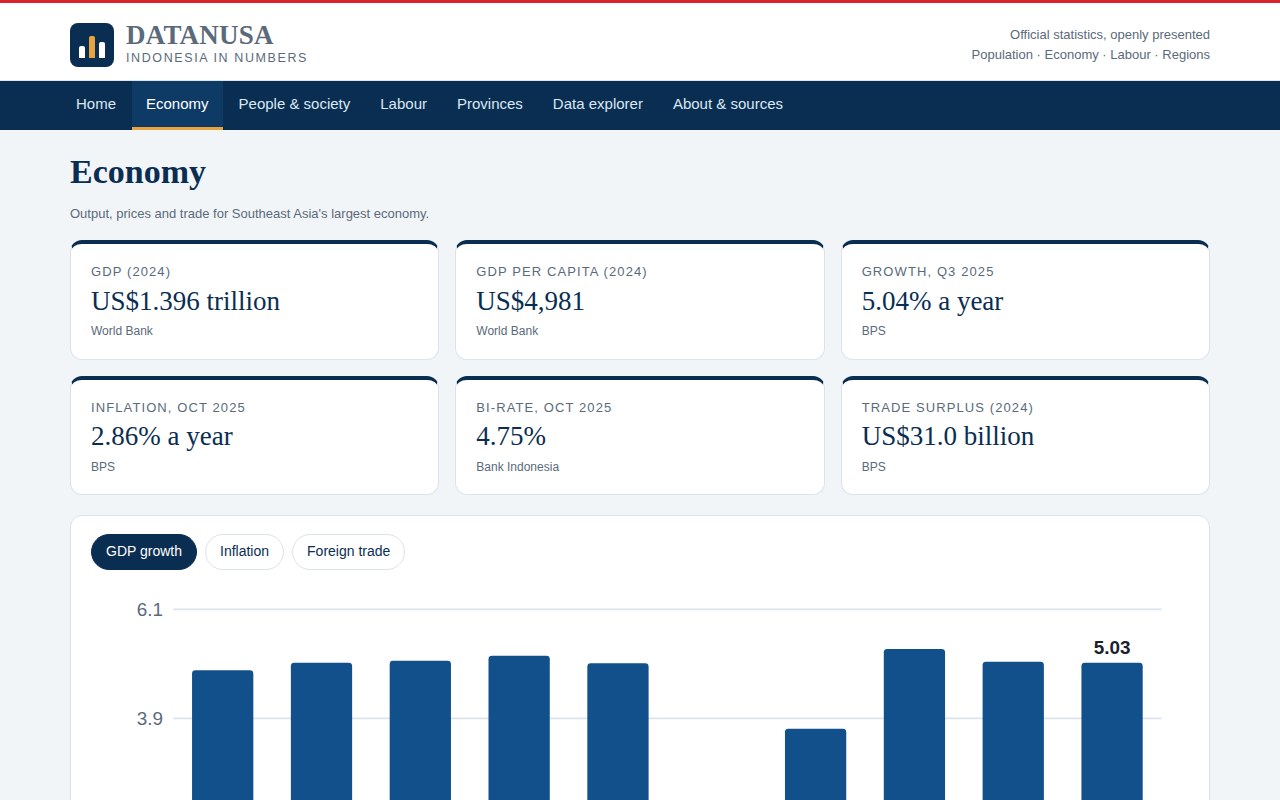 DATANUSA
INDONESIA IN NUMBERS
Official statistics, openly presented
Population · Economy · Labour · Regions
Home Economy People & society Labour Provinces Data explorer About & sources
Economy
Output, prices and trade for Southeast Asia's largest economy.
GDP (2024)
US$1.396 trillion
World Bank
GDP PER CAPITA (2024)
US$4,981
World Bank
GROWTH, Q3 2025
5.04% a year
BPS
INFLATION, OCT 2025
2.86% a year
BPS
BI-RATE, OCT 2025
4.75%
Bank Indonesia
TRADE SURPLUS (2024)
US$31.0 billion
BPS
GDP growth Inflation Foreign trade
6.1
5.03
3.9